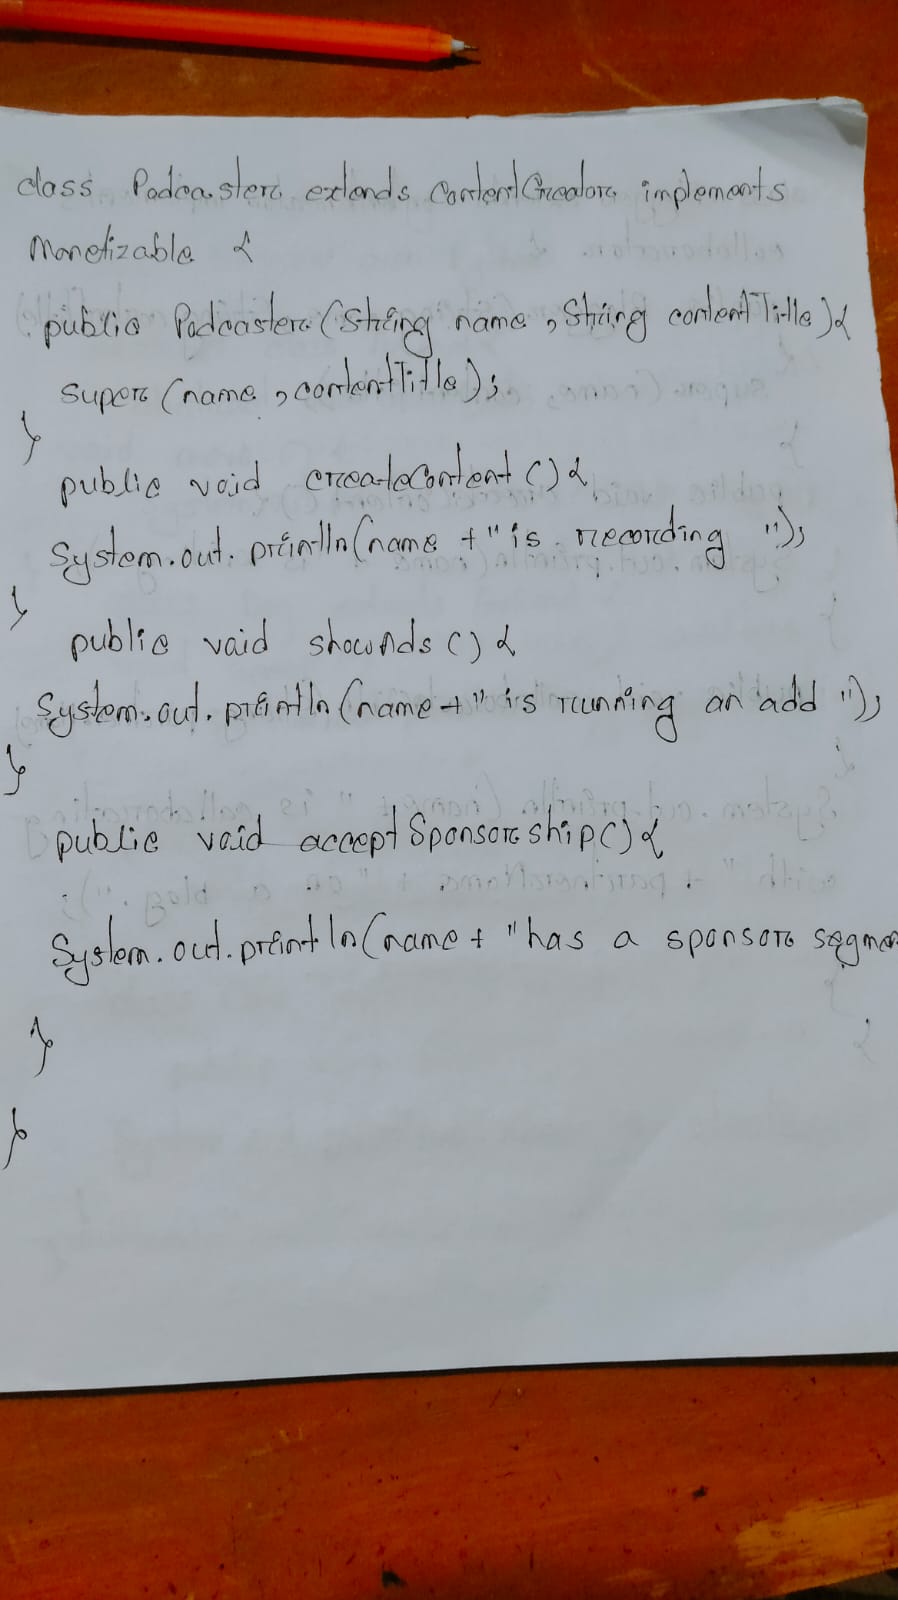 class Podcaster extends ContentCreator implements
Monetizable {
public Podcaster (String name, String contentTitle) {
super (name, contentTitle);
}
public void createContent () {
System.out.println(name + " is recording ");
}
public void showAds () {
System.out.println (name + " is running an add ");
}
public void acceptSponsorship() {
System.out.println(name + " has a sponsor
}
}